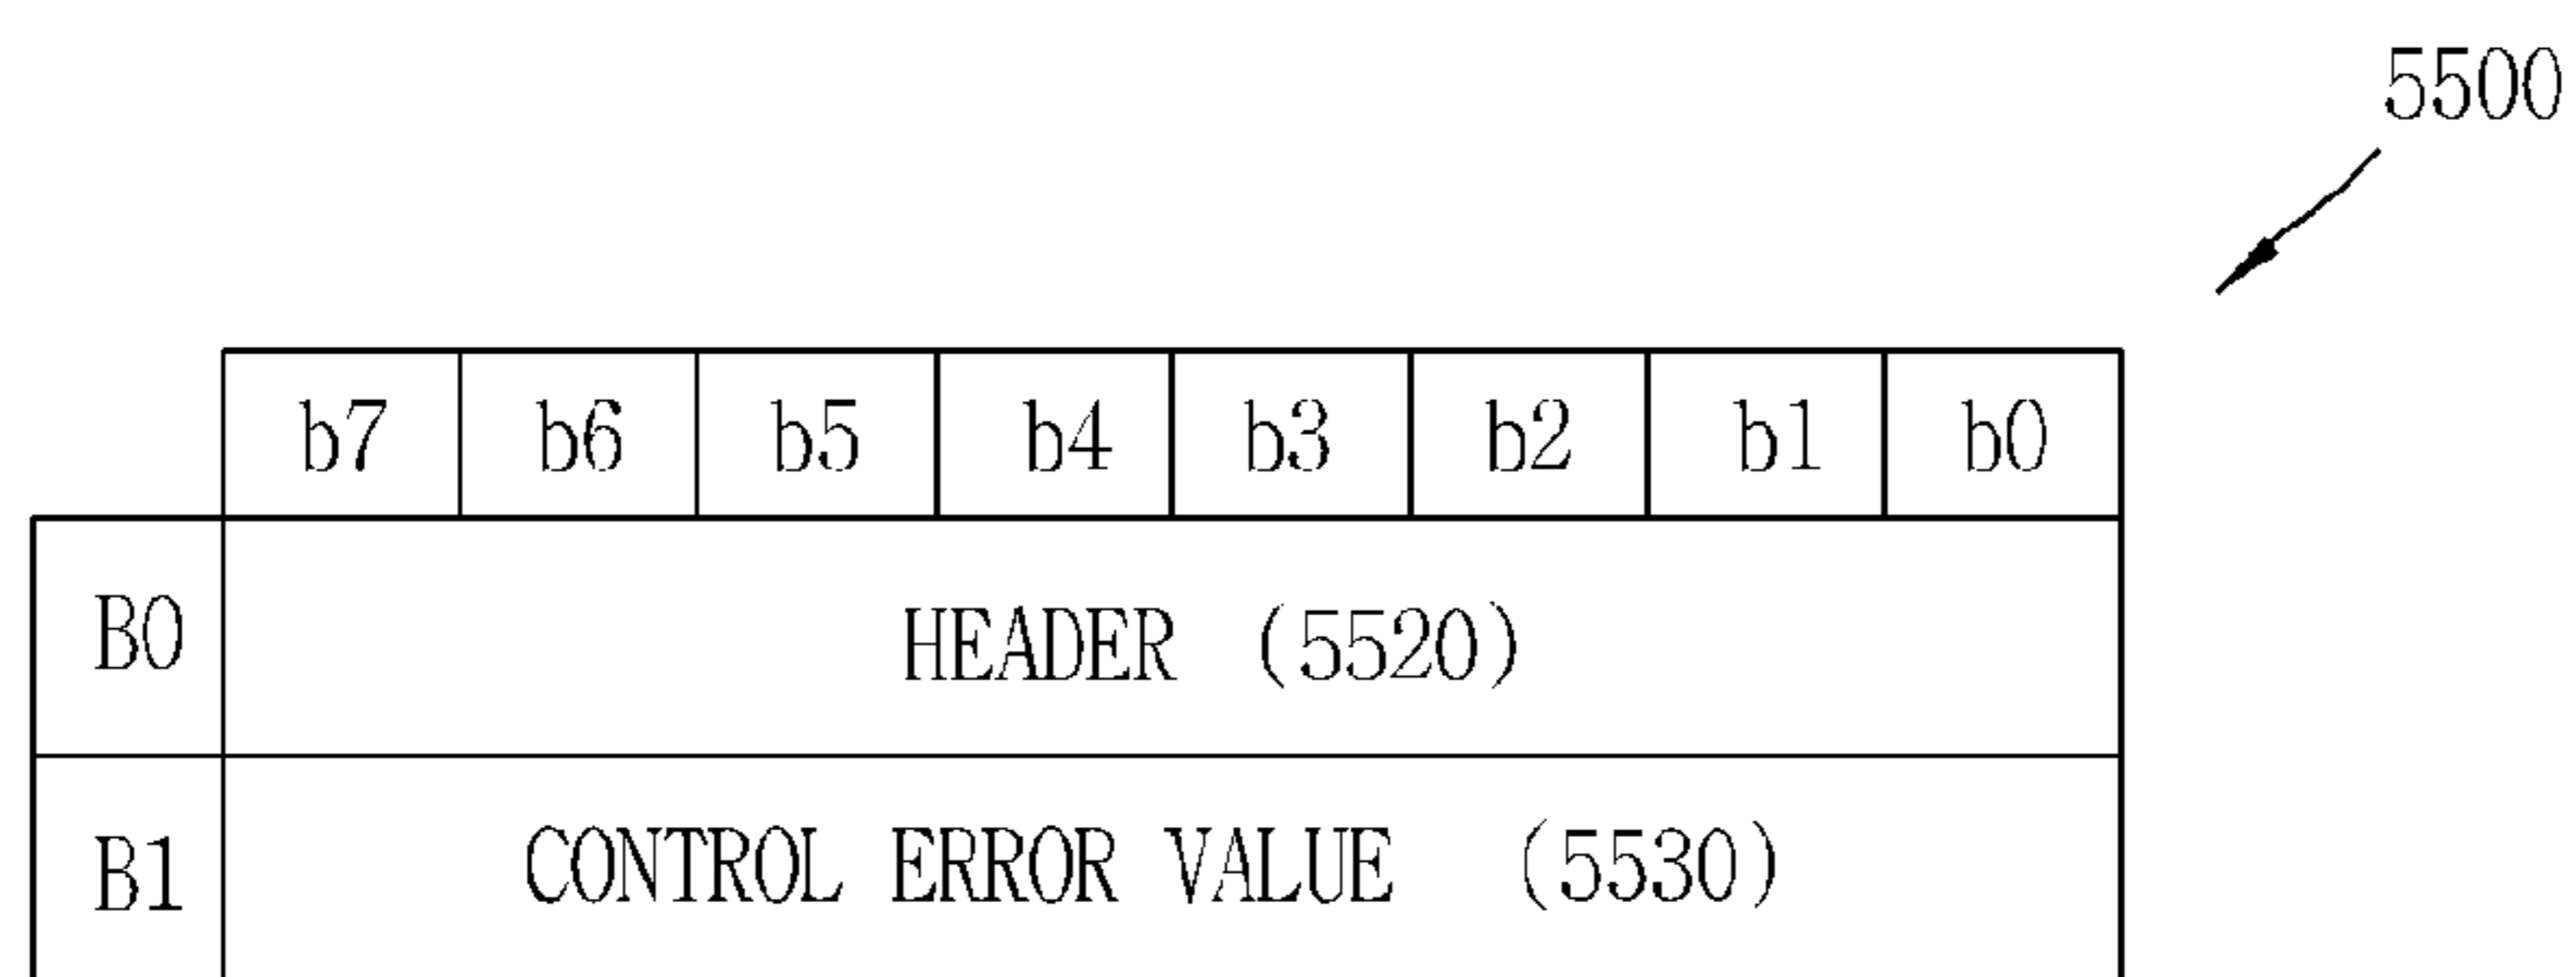 5500
b7 b6 b5 b4 b3 b2 b1 b0
B0 HEADER (5520)
B1 CONTROL ERROR VALUE (5530)